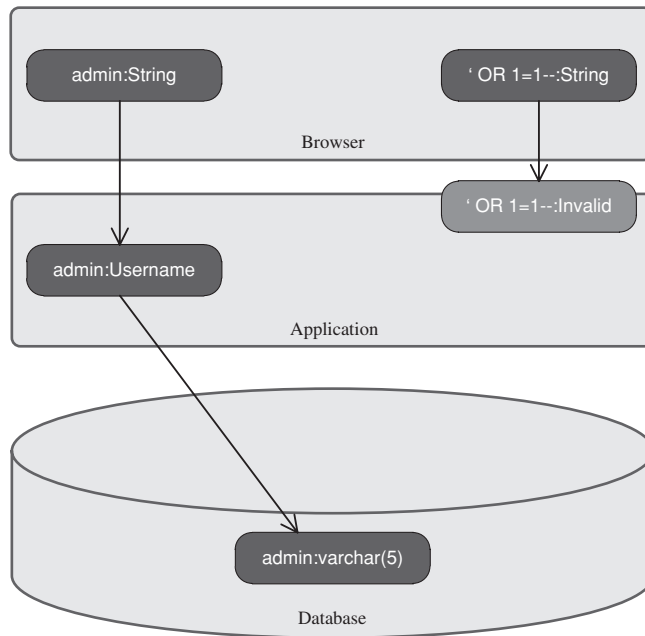 admin:String
‘ OR 1=1--:String
Browser
‘ OR 1=1--:Invalid
admin:Username
Application
admin:varchar(5)
Database